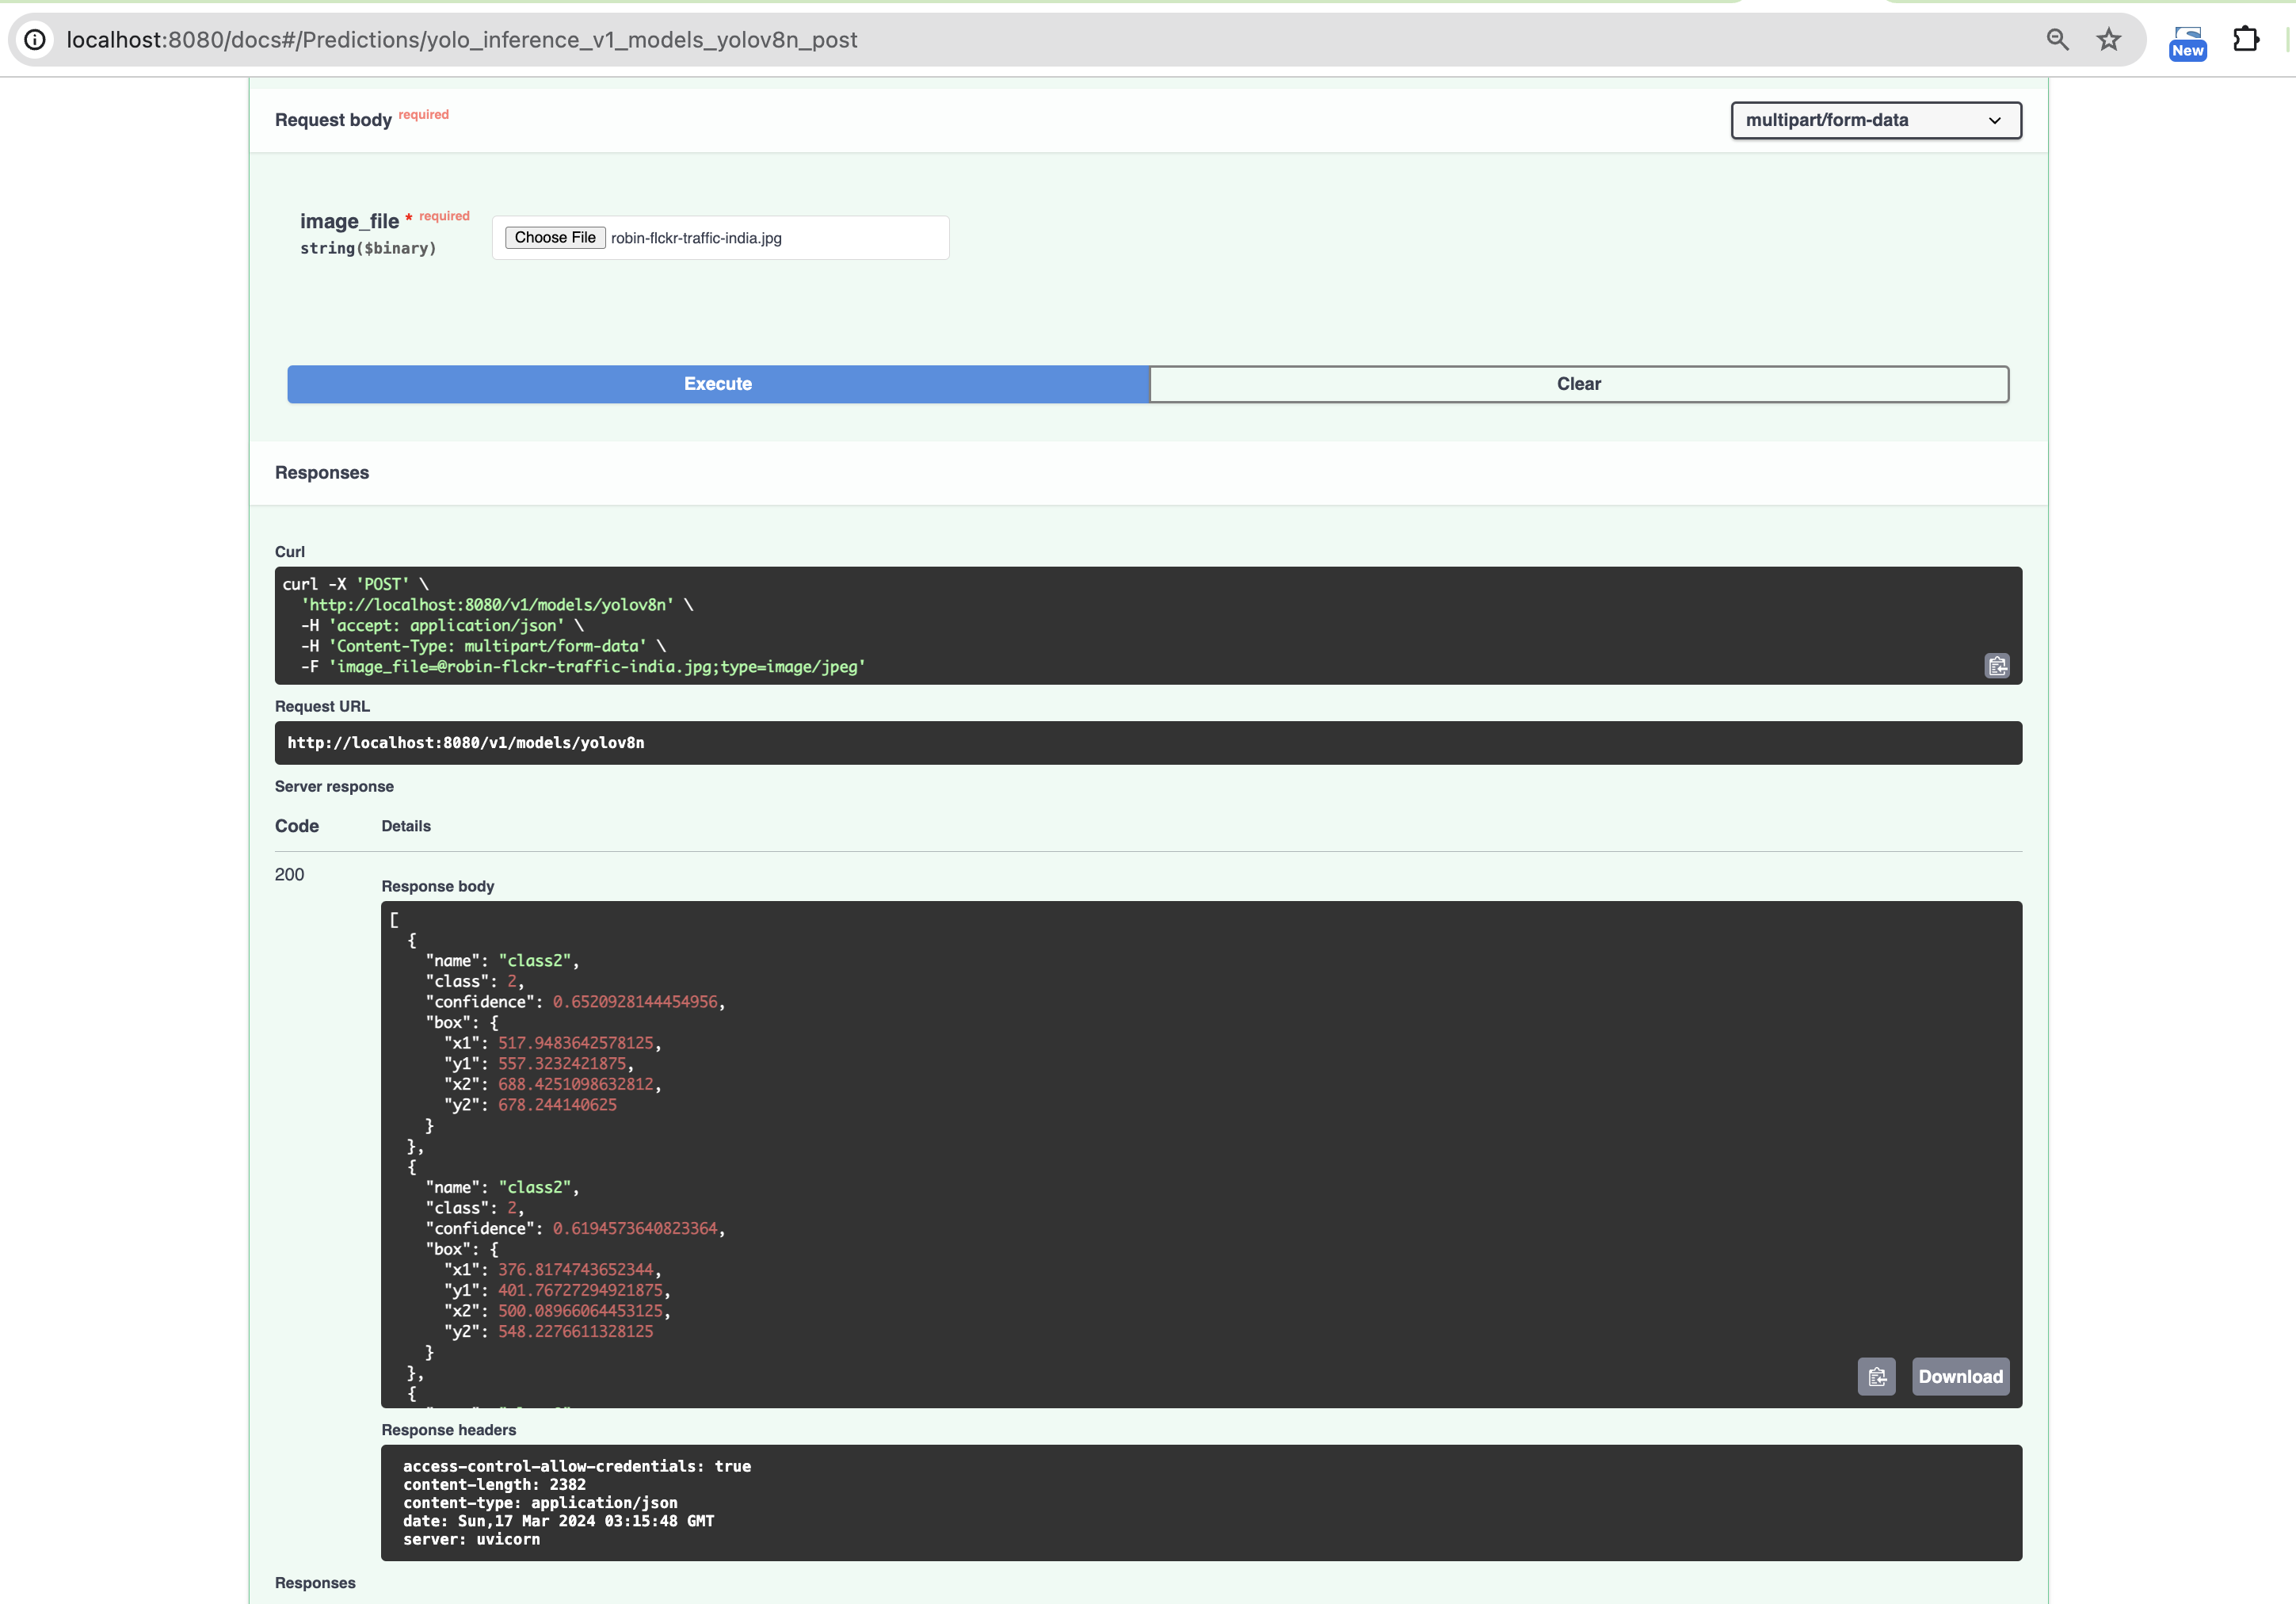 localhost:8080/docs#/Predictions/yolo_inference_v1_models_yolov8n_post
New
Request body required
multipart/form-data
image_file * required
string($binary)
Choose File robin-flckr-traffic-india.jpg
Execute
Clear
Responses
Curl
curl -X 'POST' \
  'http://localhost:8080/v1/models/yolov8n' \
  -H 'accept: application/json' \
  -H 'Content-Type: multipart/form-data' \
  -F 'image_file=@robin-flckr-traffic-india.jpg;type=image/jpeg'
Request URL
http://localhost:8080/v1/models/yolov8n
Server response
Code Details
200
Response body
[
  {
    "name": "class2",
    "class": 2,
    "confidence": 0.6520928144454956,
    "box": {
      "x1": 517.9483642578125,
      "y1": 557.3232421875,
      "x2": 688.4251098632812,
      "y2": 678.244140625
    }
  },
  {
    "name": "class2",
    "class": 2,
    "confidence": 0.6194573640823364,
    "box": {
      "x1": 376.8174743652344,
      "y1": 401.76727294921875,
      "x2": 500.08966064453125,
      "y2": 548.2276611328125
    }
  },
  {
Download
Response headers
access-control-allow-credentials: true
content-length: 2382
content-type: application/json
date: Sun,17 Mar 2024 03:15:48 GMT
server: uvicorn
Responses